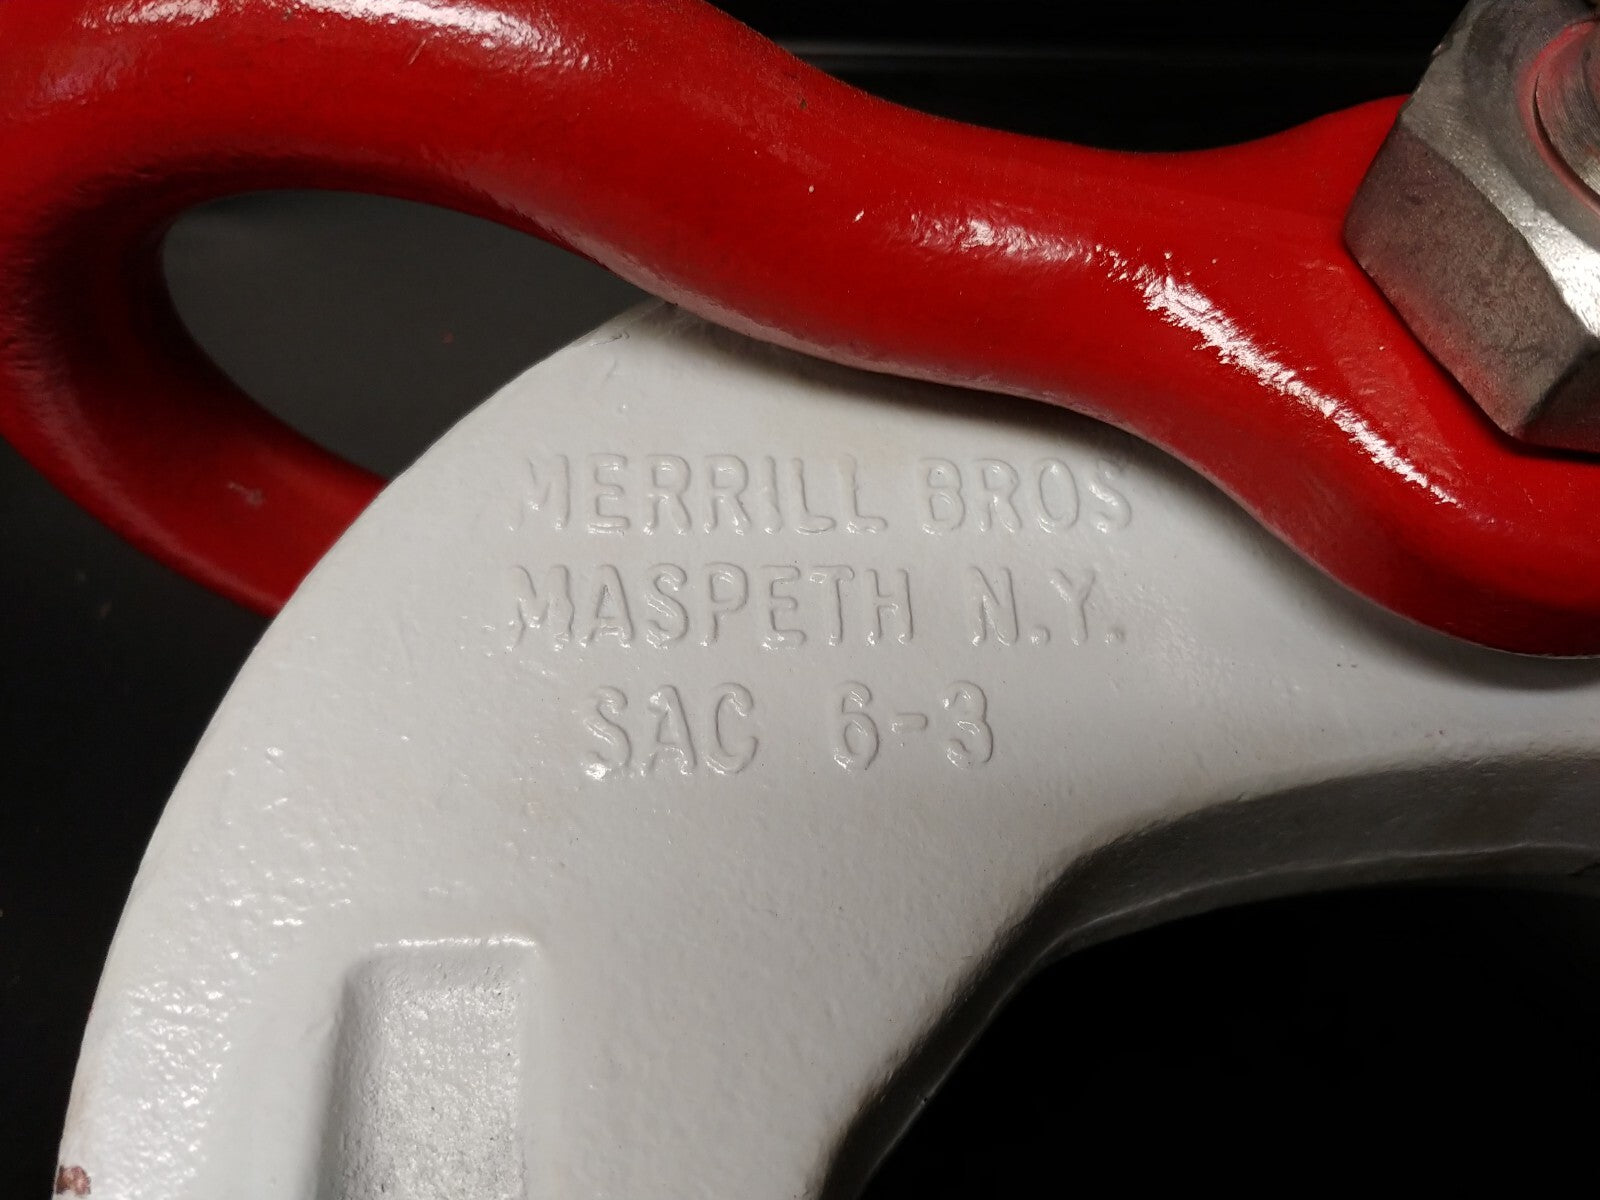 MERRILL BROS
MASPETH N.Y.
SAC 6-3